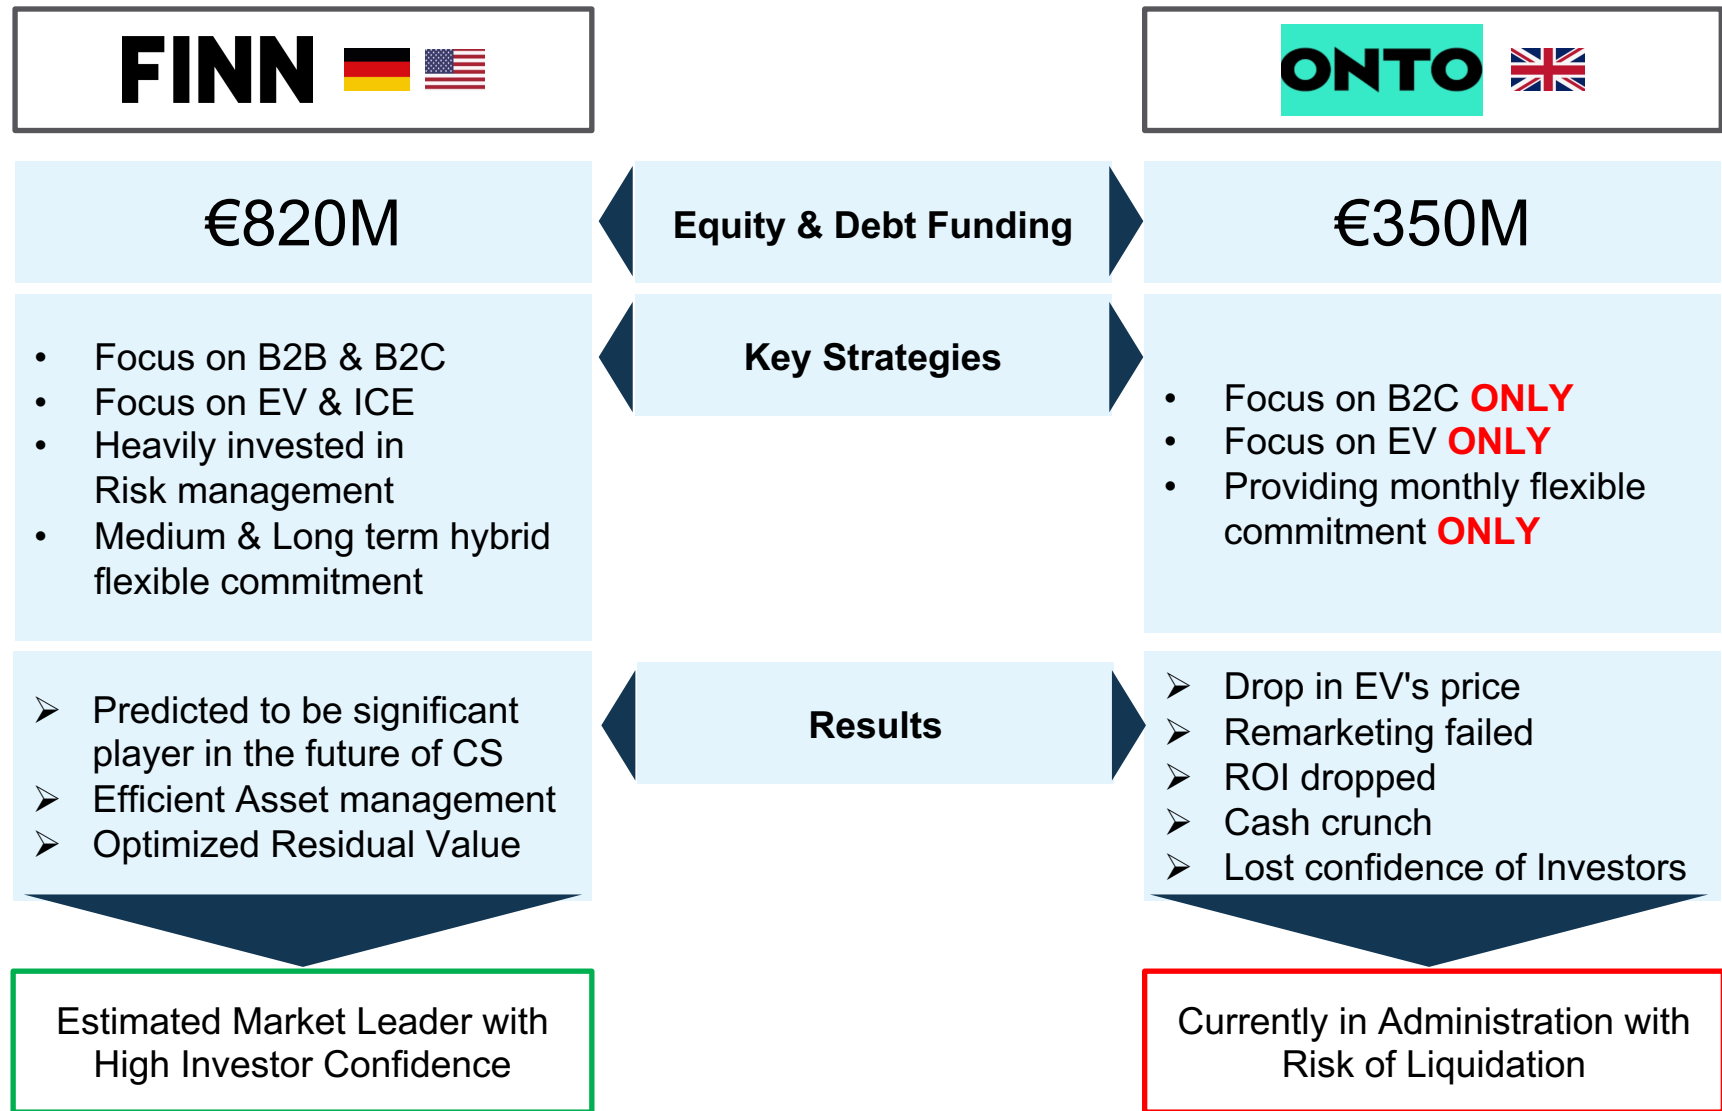 FINN
ONTO
€820M
Equity & Debt Funding
€350M
• Focus on B2B & B2C
• Focus on EV & ICE
• Heavily invested in
Risk management
• Medium & Long term hybrid
flexible commitment
Key Strategies
• Focus on B2C ONLY
• Focus on EV ONLY
• Providing monthly flexible
commitment ONLY
➢ Predicted to be significant
player in the future of CS
➢ Efficient Asset management
➢ Optimized Residual Value
Results
➢ Drop in EV's price
➢ Remarketing failed
➢ ROI dropped
➢ Cash crunch
➢ Lost confidence of Investors
Estimated Market Leader with
High Investor Confidence
Currently in Administration with
Risk of Liquidation